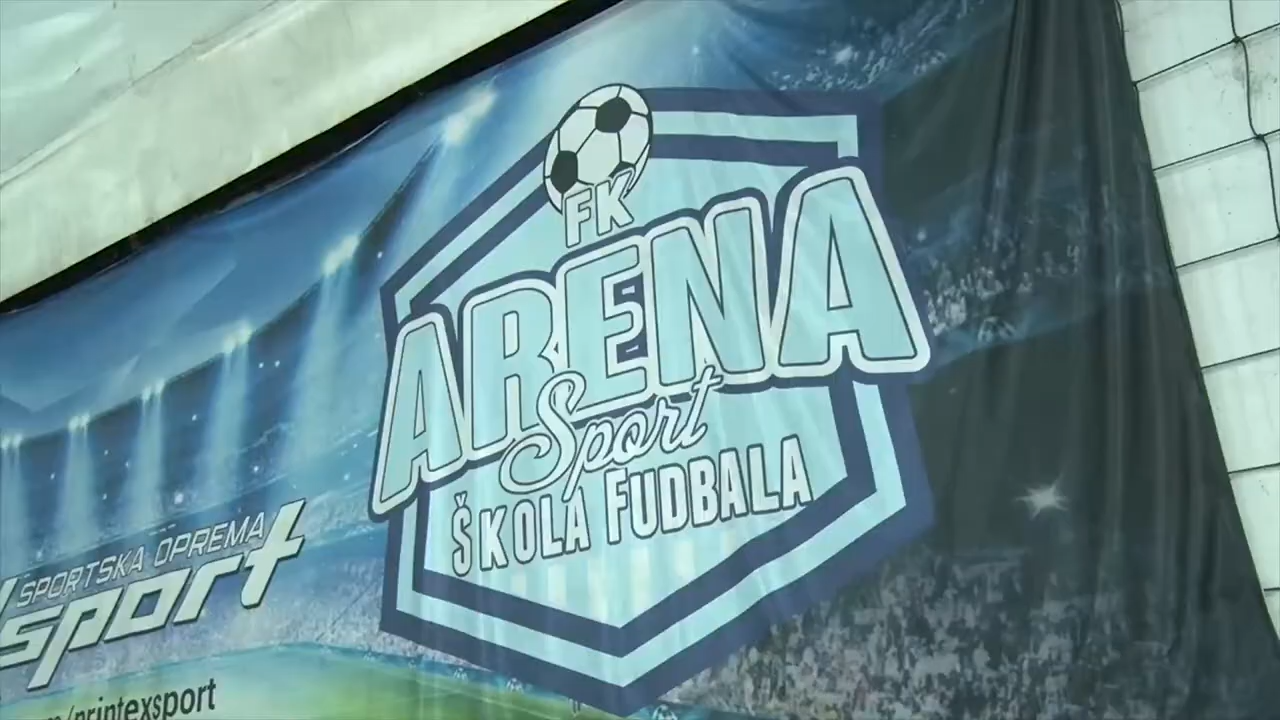 FK
ARENA
Sport
ŠKOLA FUDBALA
SPORTSKA OPREMA
sport
/printexsport